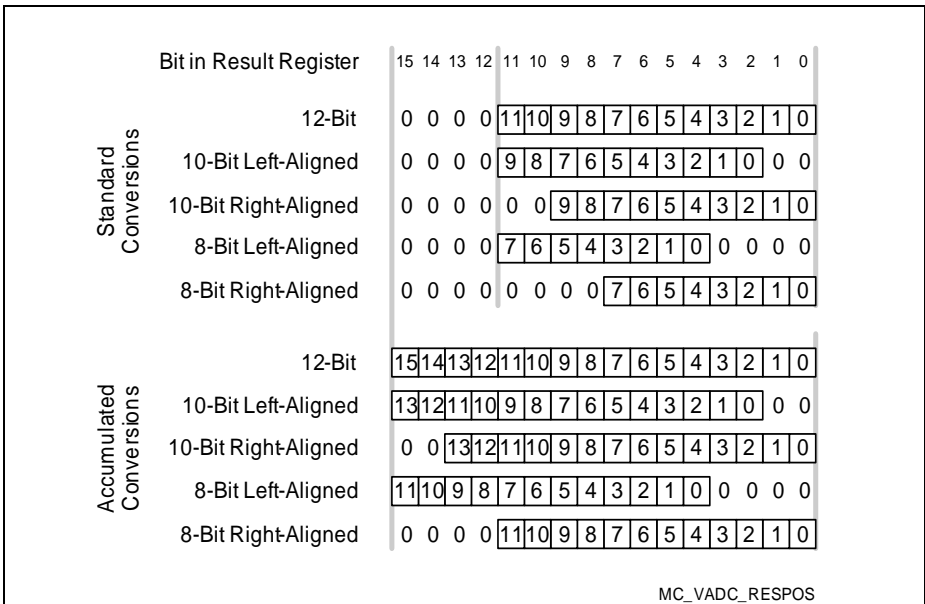 Bit in Result Register 15 14 13 12 11 10 9 8 7 6 5 4 3 2 1 0
Standard Conversions
12-Bit 0 0 0 0 11 10 9 8 7 6 5 4 3 2 1 0
10-Bit Left-Aligned 0 0 0 0 9 8 7 6 5 4 3 2 1 0 0 0
10-Bit Right-Aligned 0 0 0 0 0 0 9 8 7 6 5 4 3 2 1 0
8-Bit Left-Aligned 0 0 0 0 7 6 5 4 3 2 1 0 0 0 0 0
8-Bit Right-Aligned 0 0 0 0 0 0 0 0 7 6 5 4 3 2 1 0
Accumulated Conversions
12-Bit 15 14 13 12 11 10 9 8 7 6 5 4 3 2 1 0
10-Bit Left-Aligned 13 12 11 10 9 8 7 6 5 4 3 2 1 0 0 0
10-Bit Right-Aligned 0 0 13 12 11 10 9 8 7 6 5 4 3 2 1 0
8-Bit Left-Aligned 11 10 9 8 7 6 5 4 3 2 1 0 0 0 0 0
8-Bit Right-Aligned 0 0 0 0 11 10 9 8 7 6 5 4 3 2 1 0
MC_VADC_RESPOS